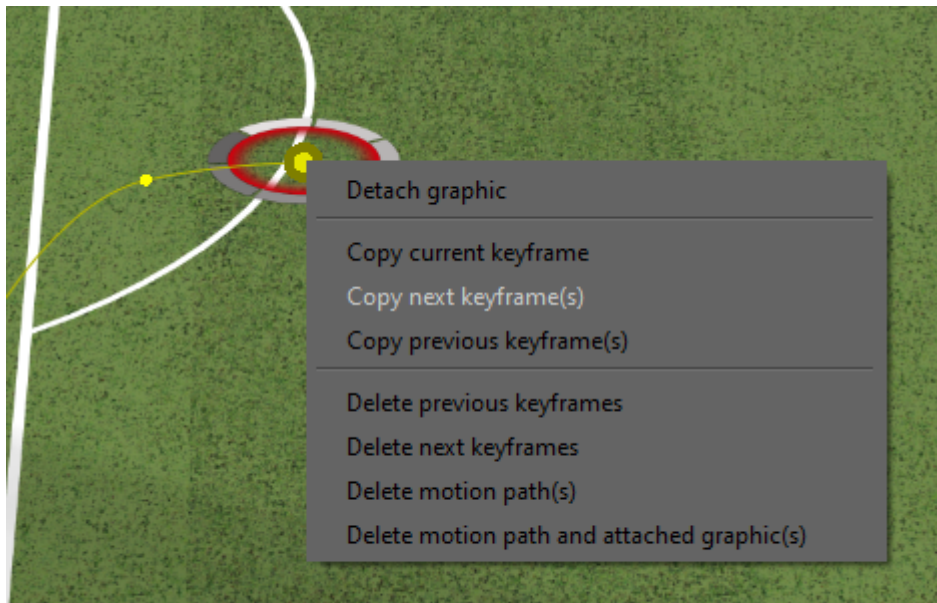 Detach graphic
Copy current keyframe
Copy next keyframe(s)
Copy previous keyframe(s)
Delete previous keyframes
Delete next keyframes
Delete motion path(s)
Delete motion path and attached graphic(s)